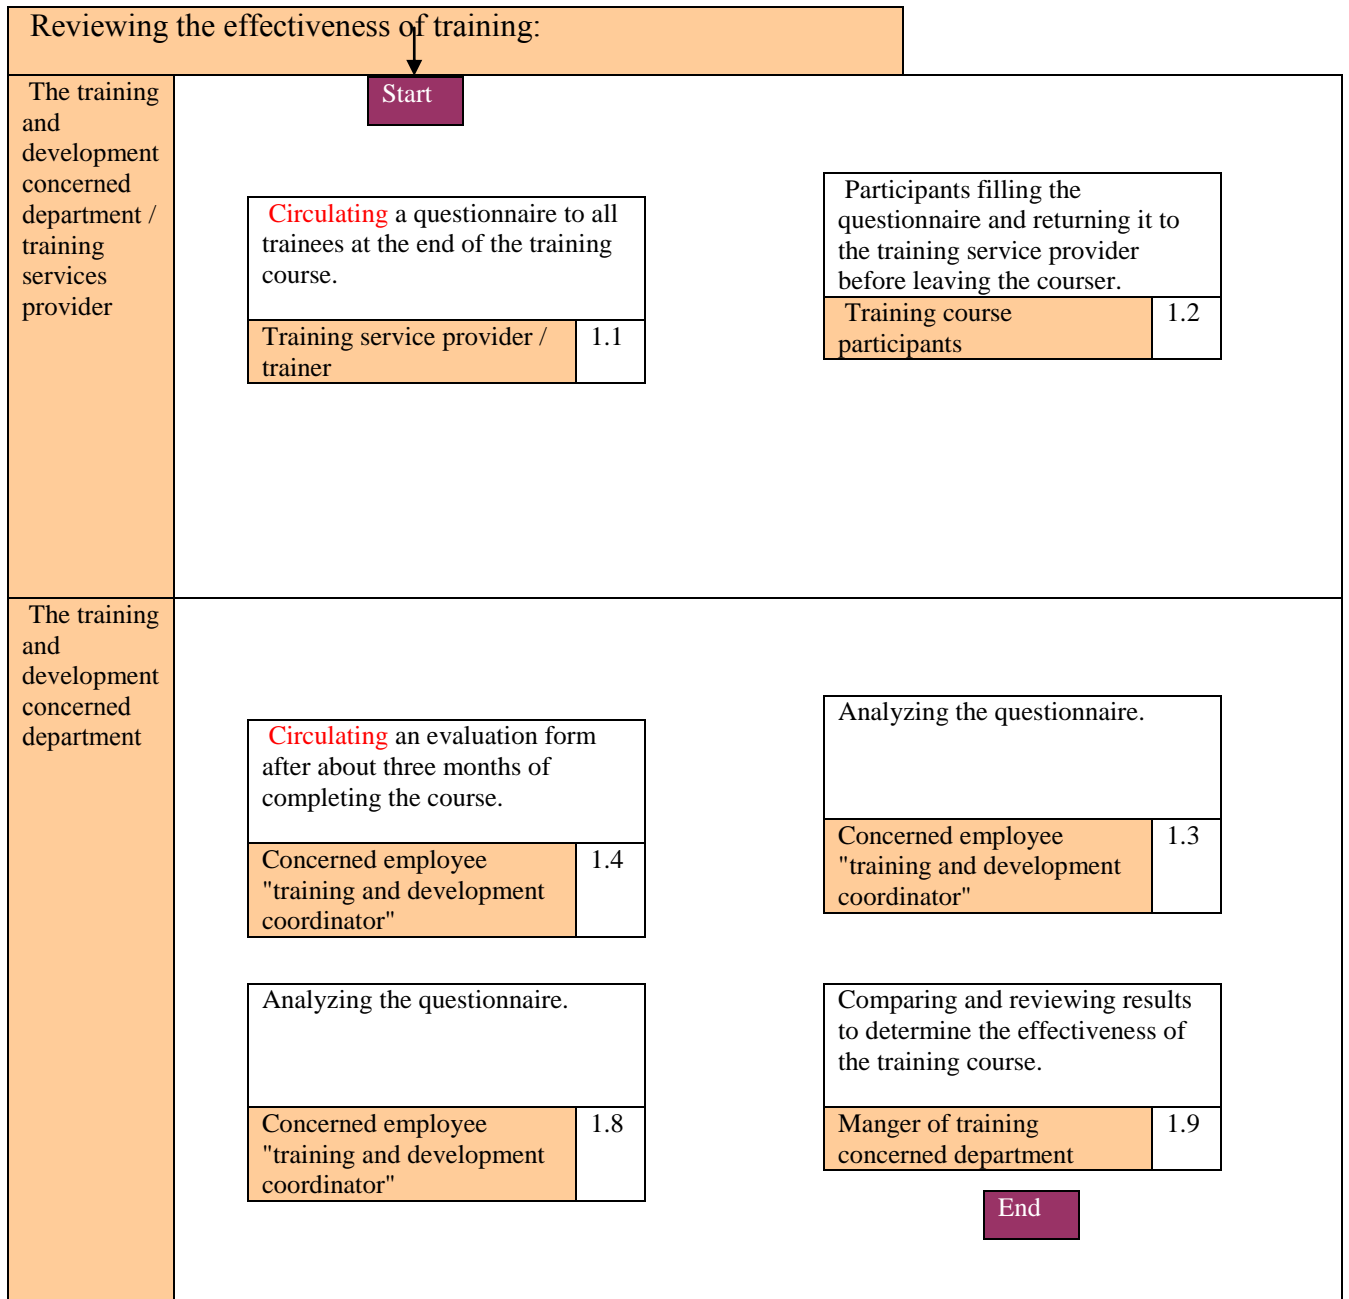 Reviewing the effectiveness of training:
The training
and
development
concerned
department /
training
services
provider
Start
Circulating a questionnaire to all
trainees at the end of the training
course.
Training service provider /
trainer
1.1
Participants filling the
questionnaire and returning it to
the training service provider
before leaving the courser.
Training course
participants
1.2
The training
and
development
concerned
department
Circulating an evaluation form
after about three months of
completing the course.
Concerned employee
"training and development
coordinator"
1.4
Analyzing the questionnaire.
Concerned employee
"training and development
coordinator"
1.3
Analyzing the questionnaire.
Concerned employee
"training and development
coordinator"
1.8
Comparing and reviewing results
to determine the effectiveness of
the training course.
Manger of training
concerned department
1.9
End